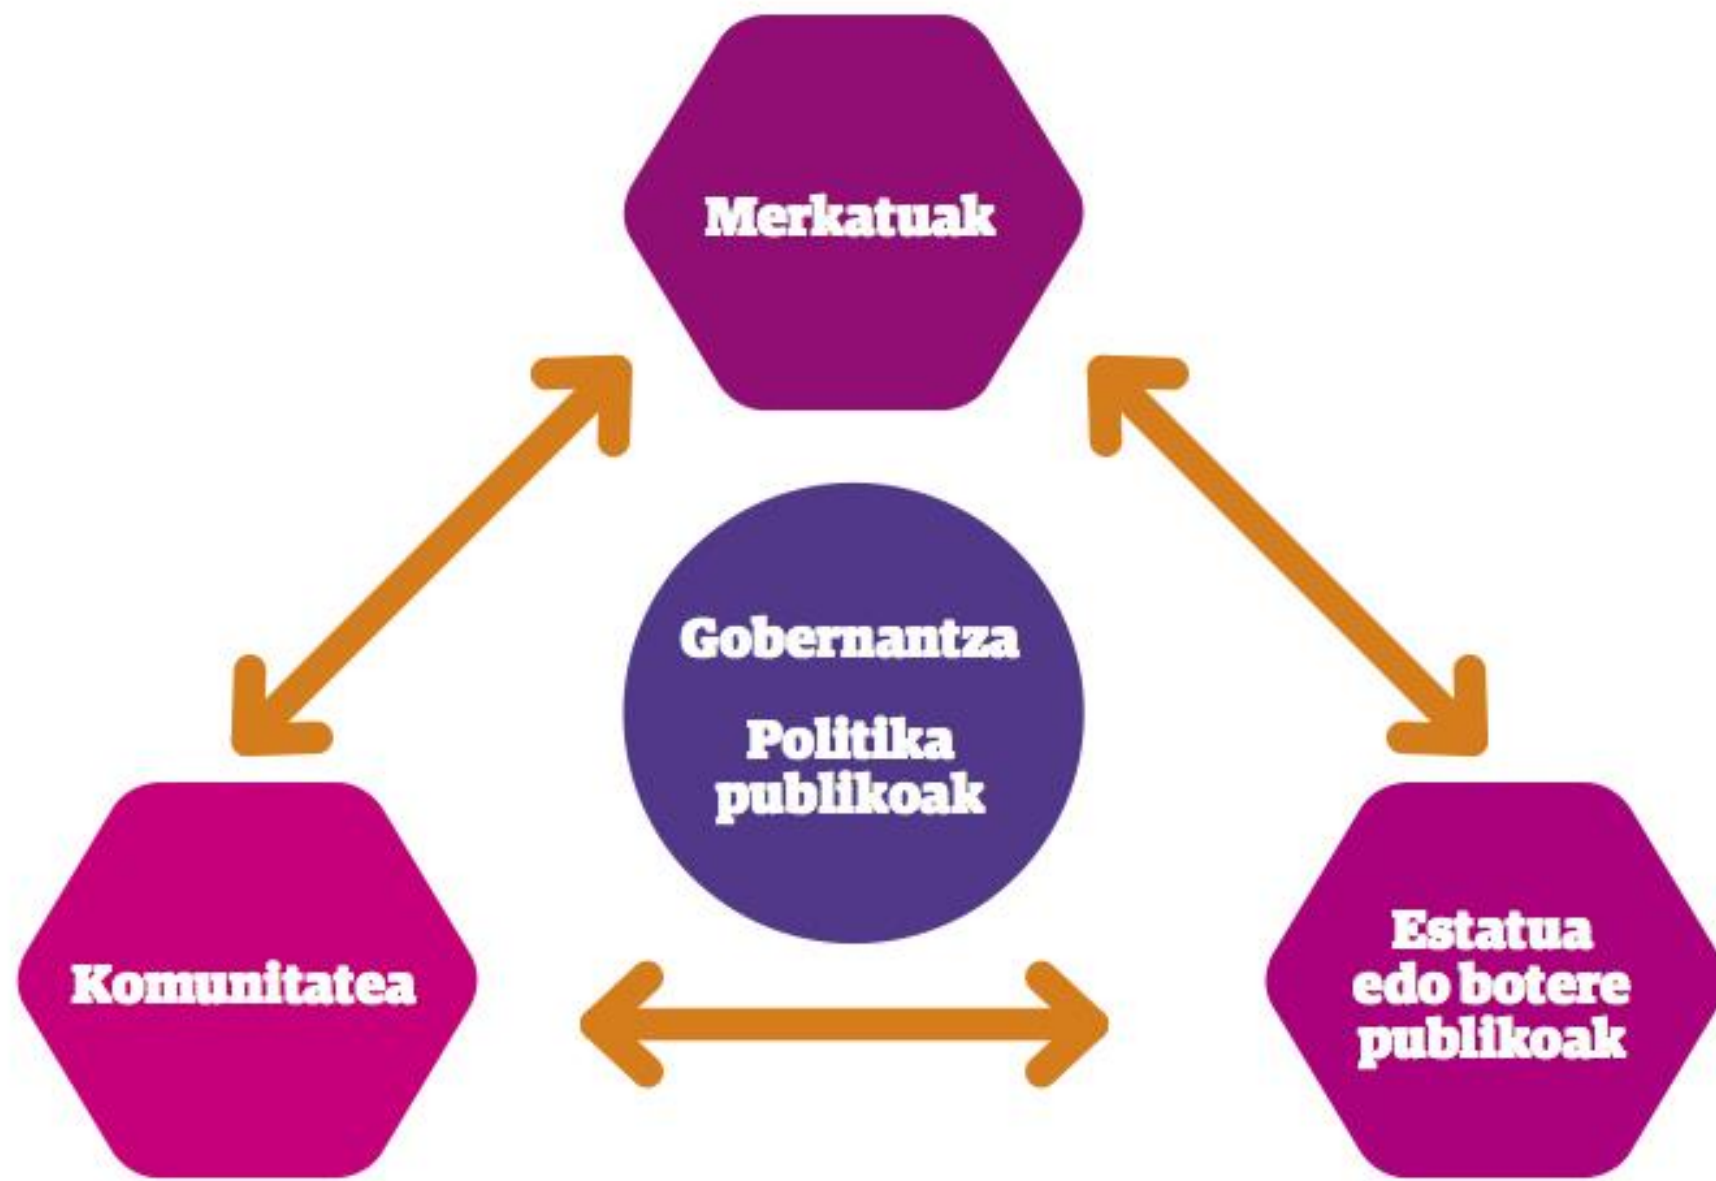 Merkatuak
Gobernantza
Politika
publikoak
Komunitatea
Estatua
edo botere
publikoak